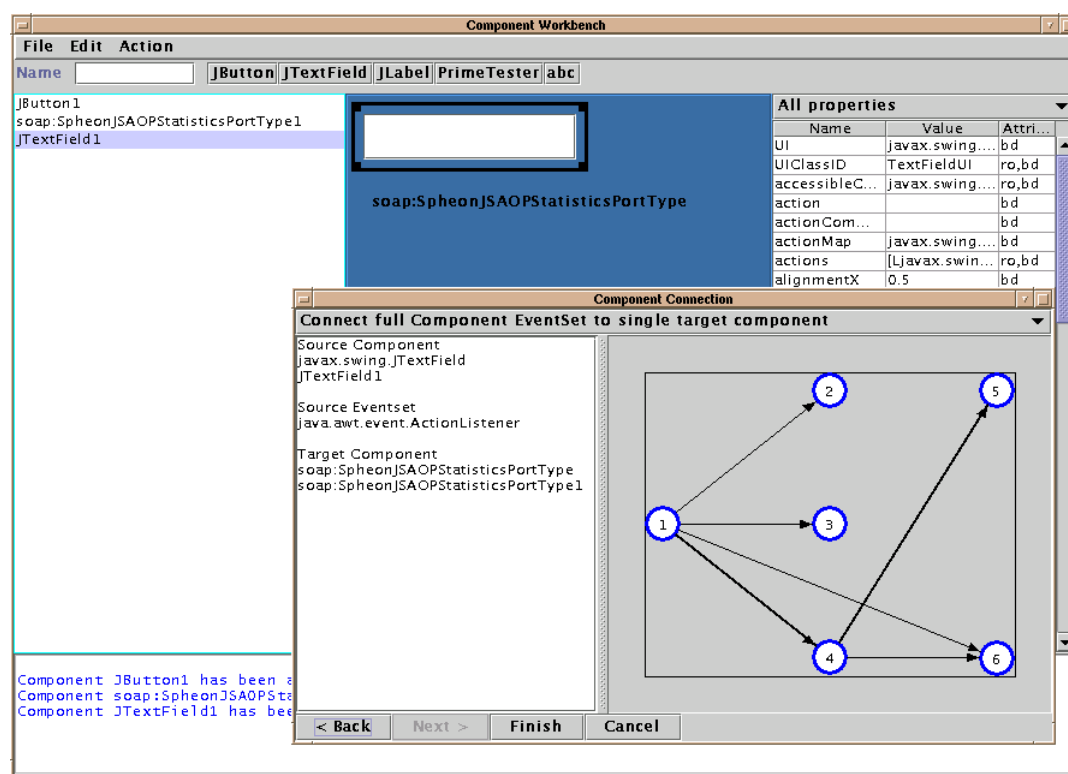 Component Workbench
File Edit Action
Name JButton JTextField JLabel PrimeTester abc
JButton1
soap:SpheonJSAOPStatisticsPortType1
JTextField1
soap:SpheonJSAOPStatisticsPortType
All properties
Name Value Attri...
UI javax.swing.... bd
UIClassID TextFieldUI ro,bd
accessibleC... javax.swing.... ro,bd
action bd
actionCom... bd
actionMap javax.swing.... bd
actions [Ljavax.swin... ro,bd
alignmentX 0.5 bd
Component Connection
Connect full Component EventSet to single target component
Source Component
javax.swing.JTextField
JTextField1
Source Eventset
java.awt.event.ActionListener
Target Component
soap:SpheonJSAOPStatisticsPortType
soap:SpheonJSAOPStatisticsPortType1
2 5
1 3
4 6
< Back Next > Finish Cancel
Component JButton1 has been a
Component soap:SpheonJSAOPSta
Component JTextField1 has bee